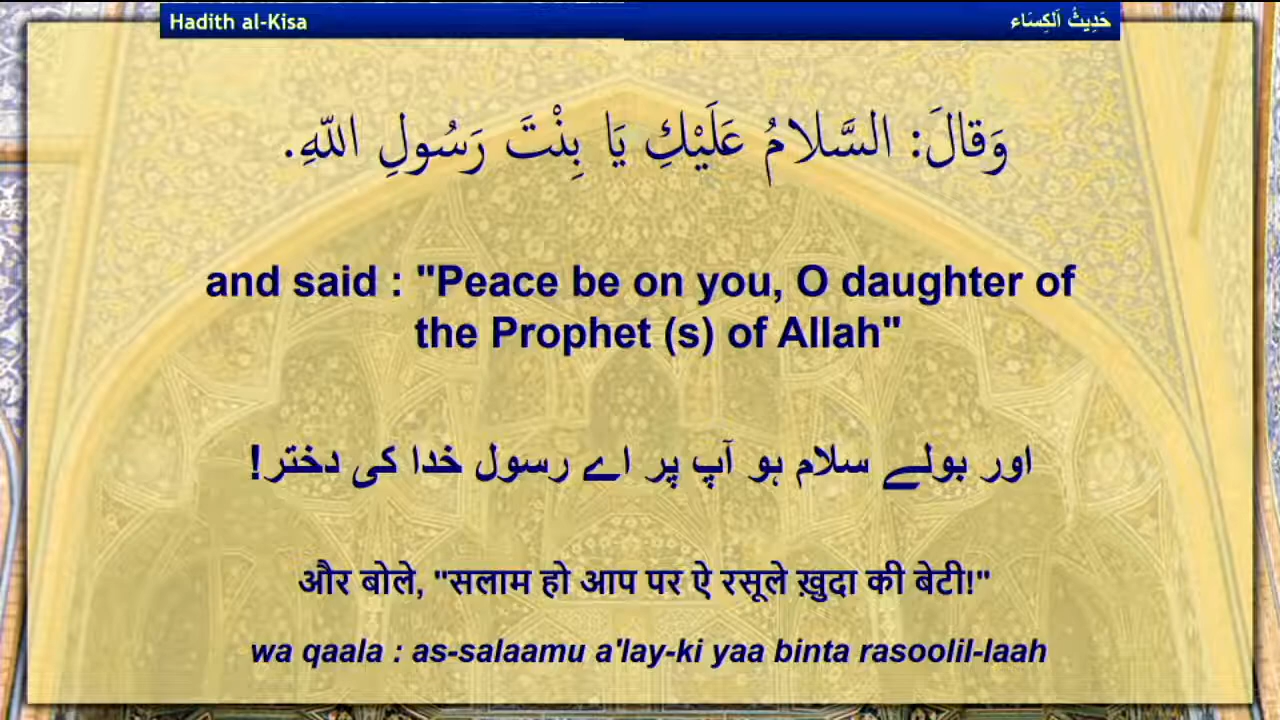 Hadith al-Kisa
حَدِيثُ اَلكِسَاء
وَقالَ: السَّلامُ عَلَيْكِ يَا بِنْتَ رَسُولِ اللّهِ.
and said : "Peace be on you, O daughter of
the Prophet (s) of Allah"
اور بولے سلام ہو آپ پر اے رسول خدا کی دختر!
और बोले, "सलाम हो आप पर ऐ रसूले ख़ुदा की बेटी!"
wa qaala : as-salaamu a'lay-ki yaa binta rasoolil-laah